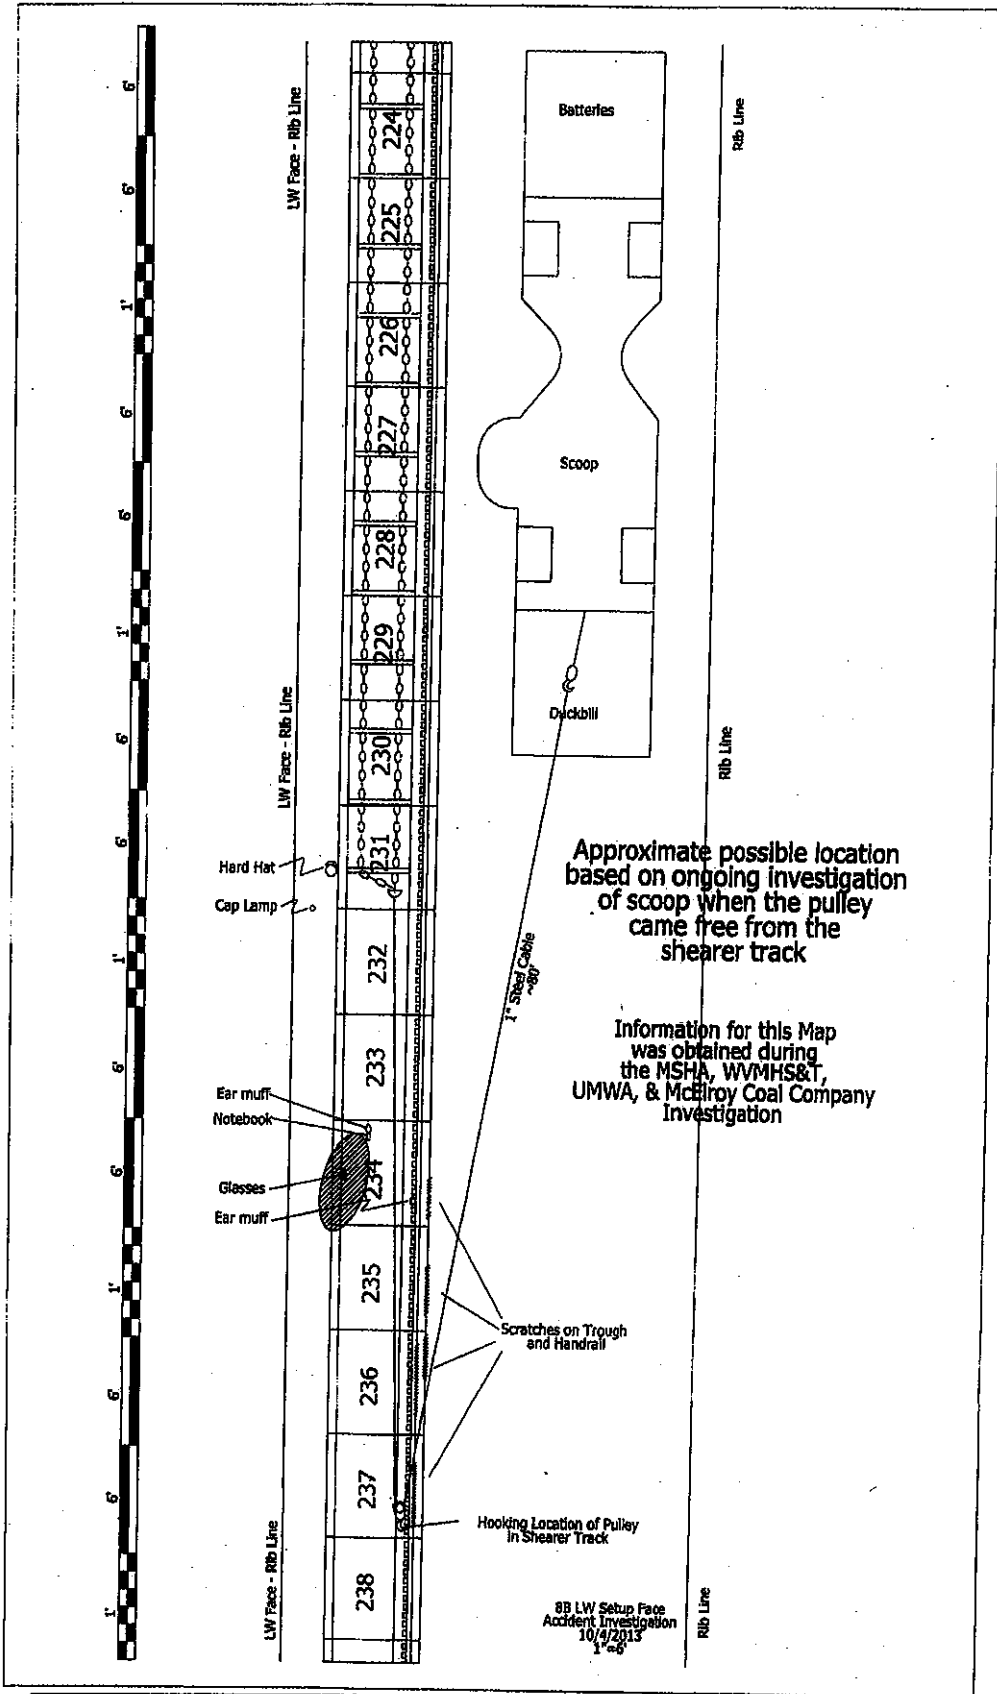 6'
6'
1'
6'
6'
1'
6'
6'
1'
6'
6'
1'
6'
6'
1'
LW Face - Rib Line
LW Face - Rib Line
LW Face - Rib Line
224
225
226
227
228
229
230
231
232
233
234
235
236
237
238
Batteries
Scoop
Duckbill
Rib Line
Rib Line
Rib Line
Hard Hat
Cap Lamp
1" Steel Cable
~80'
Ear muff
Notebook
Glasses
Ear muff
Approximate possible location
based on ongoing investigation
of scoop when the pulley
came free from the
shearer track
Information for this Map
was obtained during
the MSHA, WVMHS&T,
UMWA, & McElroy Coal Company
Investigation
Scratches on Trough
and Handrail
Hooking Location of Pulley
in Shearer Track
8B LW Setup Face
Accident Investigation
10/4/2013
1"=6'